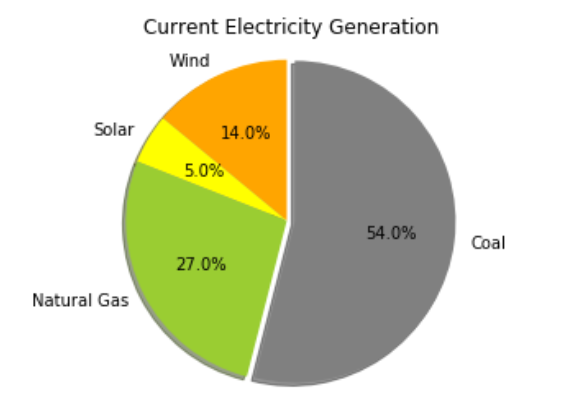 Current Electricity Generation
Wind
14.0%
Solar
5.0%
54.0%
Coal
27.0%
Natural Gas